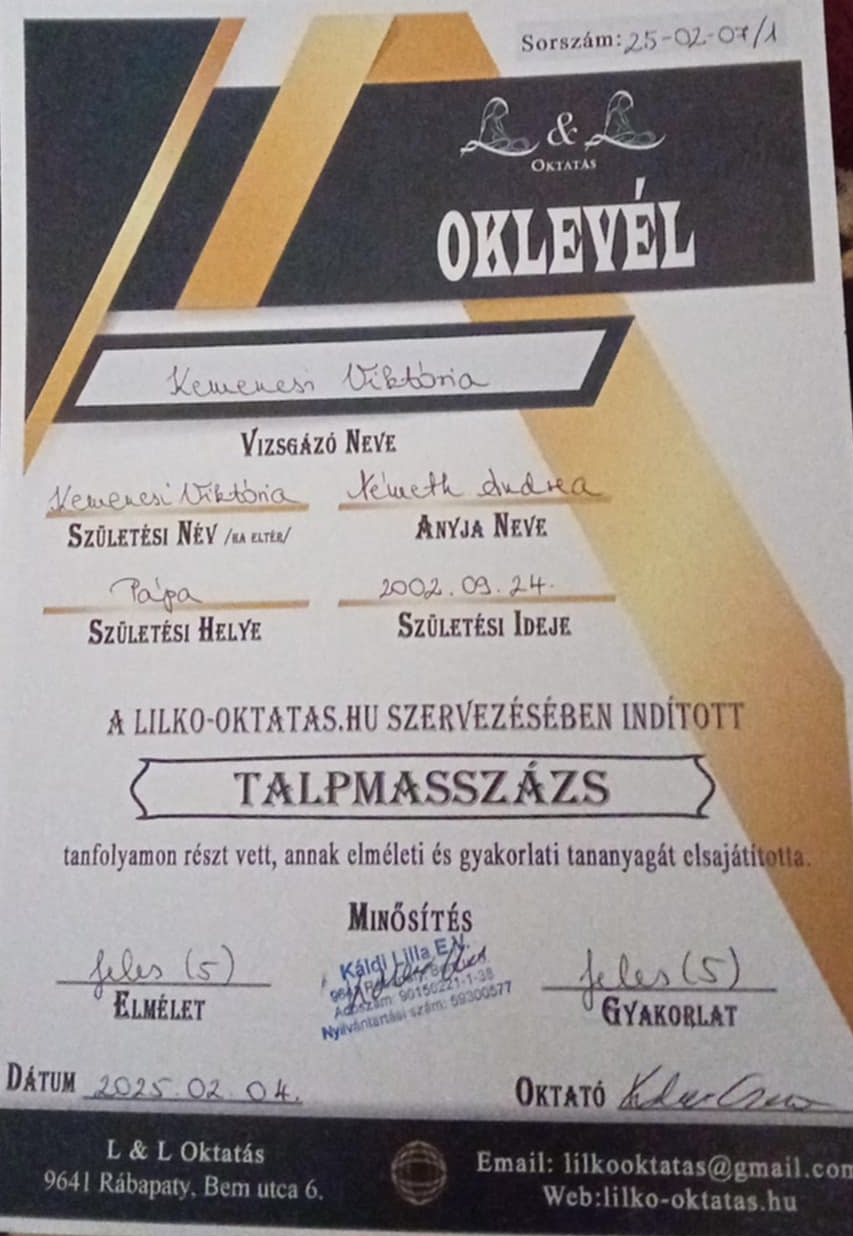 Sorszám: 25-02-07/1
L & L
OKTATÁS
OKLEVÉL
Kemenesi Viktória
VIZSGÁZÓ NEVE
Kemenesi Viktória Németh Andrea
SZÜLETÉSI NÉV /HA ELTÉR/ ANYJA NEVE
Pápa 2002.09.24.
SZÜLETÉSI HELYE SZÜLETÉSI IDEJE
A LILKO-OKTATAS.HU SZERVEZÉSÉBEN INDÍTOTT
TALPMASSZÁZS
tanfolyamon részt vett, annak elméleti és gyakorlati tananyagát elsajátította.
MINŐSÍTÉS
Jeles (5) Jeles (5)
ELMÉLET GYAKORLAT
Káldi Lilla E.V.
Adószám: 90150221-1-38
Nyilvántartási szám: 59300577
DÁTUM 2025.02.04. OKTATÓ
L & L Oktatás
9641 Rábapaty, Bem utca 6.
Email: lilkooktatas@gmail.com
Web:lilko-oktatas.hu